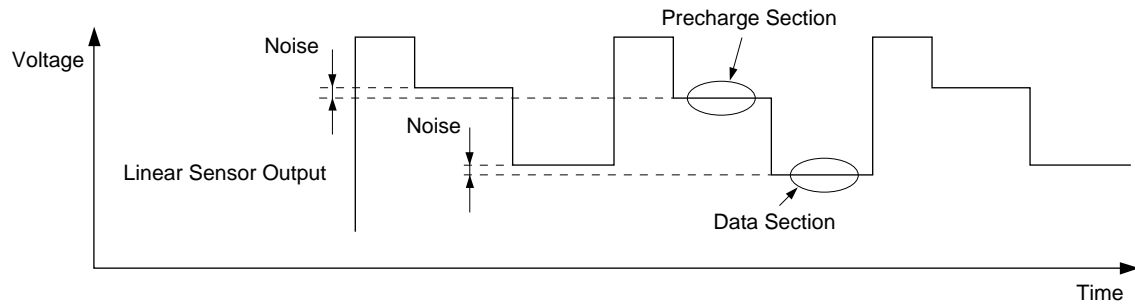 Precharge Section
Noise
Voltage
Noise
Linear Sensor Output
Data Section
Time